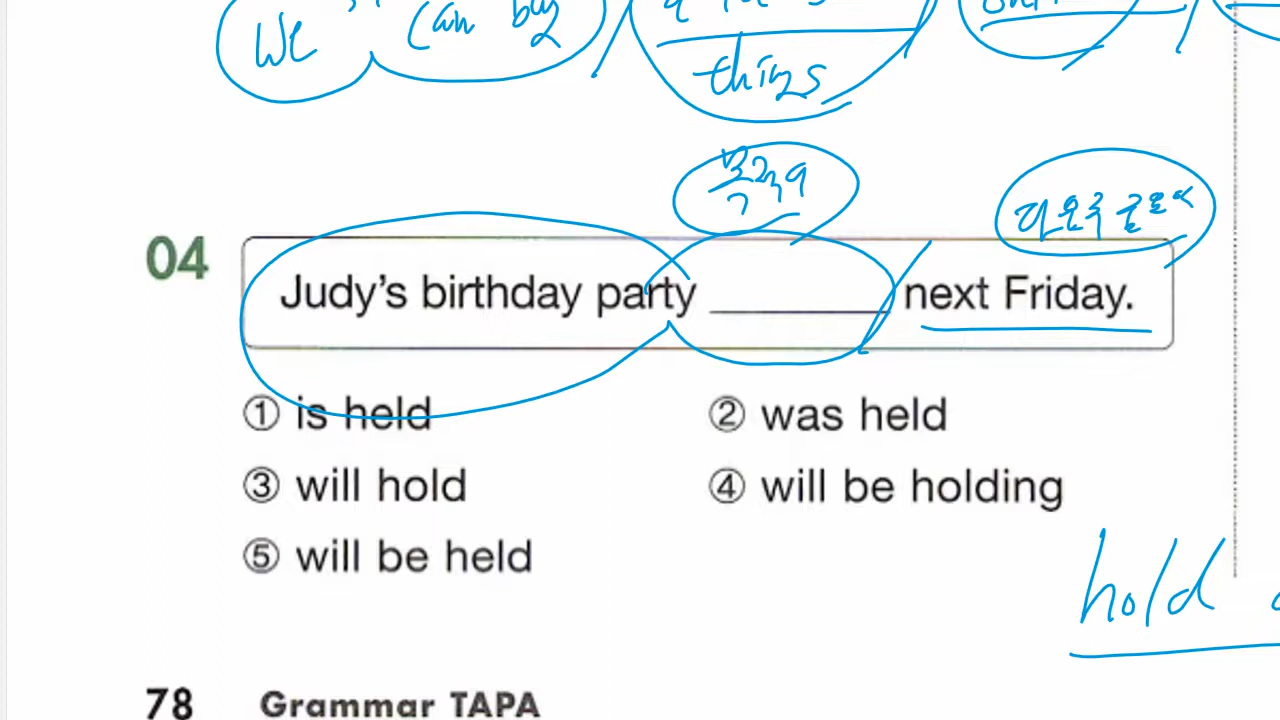 We can buy
things
04
Judy's birthday party ________ next Friday.
① is held ② was held
③ will hold ④ will be holding
⑤ will be held
hold
78 Grammar TAPA